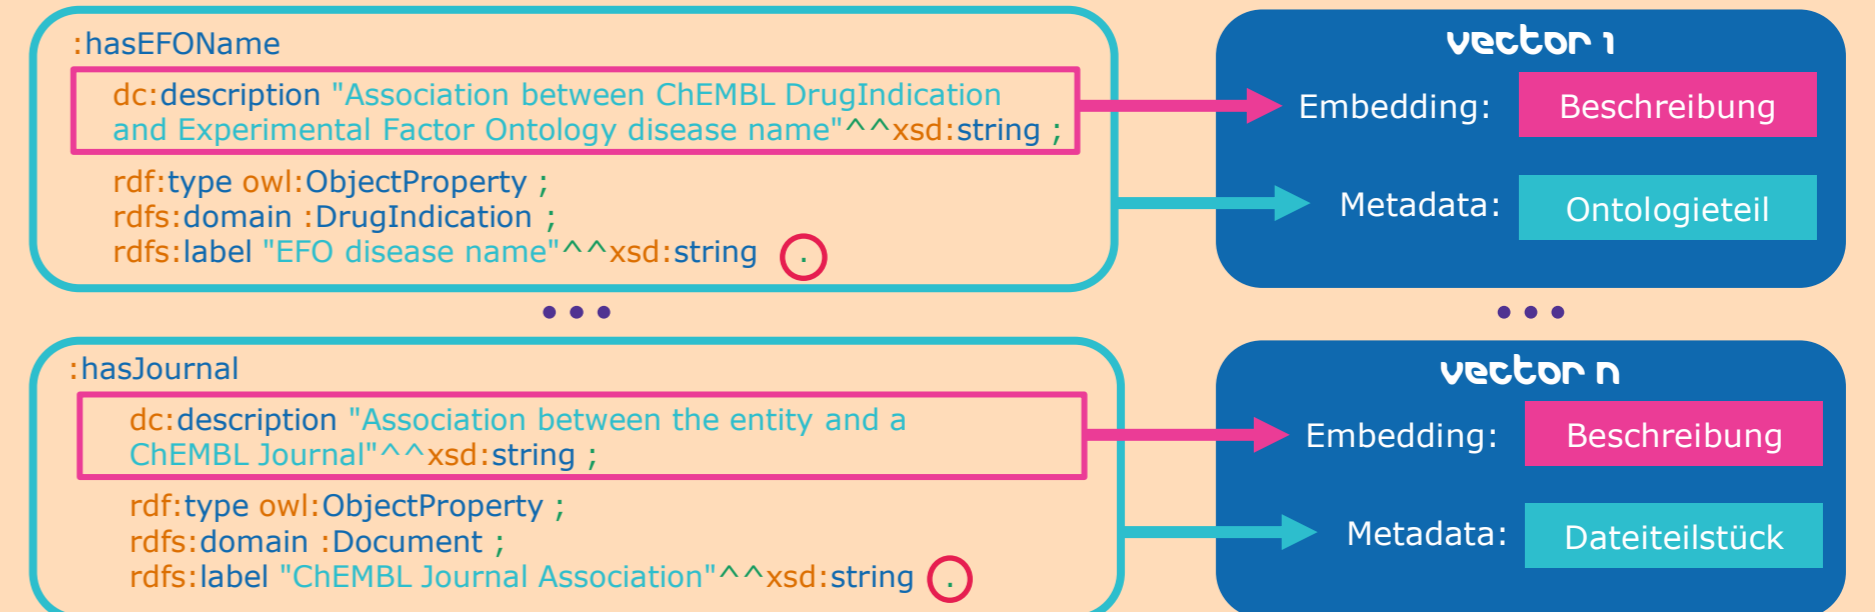 :hasEFOName
dc:description "Association between ChEMBL DrugIndication
and Experimental Factor Ontology disease name"^^xsd:string ;
rdf:type owl:ObjectProperty ;
rdfs:domain :DrugIndication ;
rdfs:label "EFO disease name"^^xsd:string .
vector 1
Embedding: Beschreibung
Metadata: Ontologieteil
...
...
:hasJournal
dc:description "Association between the entity and a
ChEMBL Journal"^^xsd:string ;
rdf:type owl:ObjectProperty ;
rdfs:domain :Document ;
rdfs:label "ChEMBL Journal Association"^^xsd:string .
vector n
Embedding: Beschreibung
Metadata: Dateiteilstück